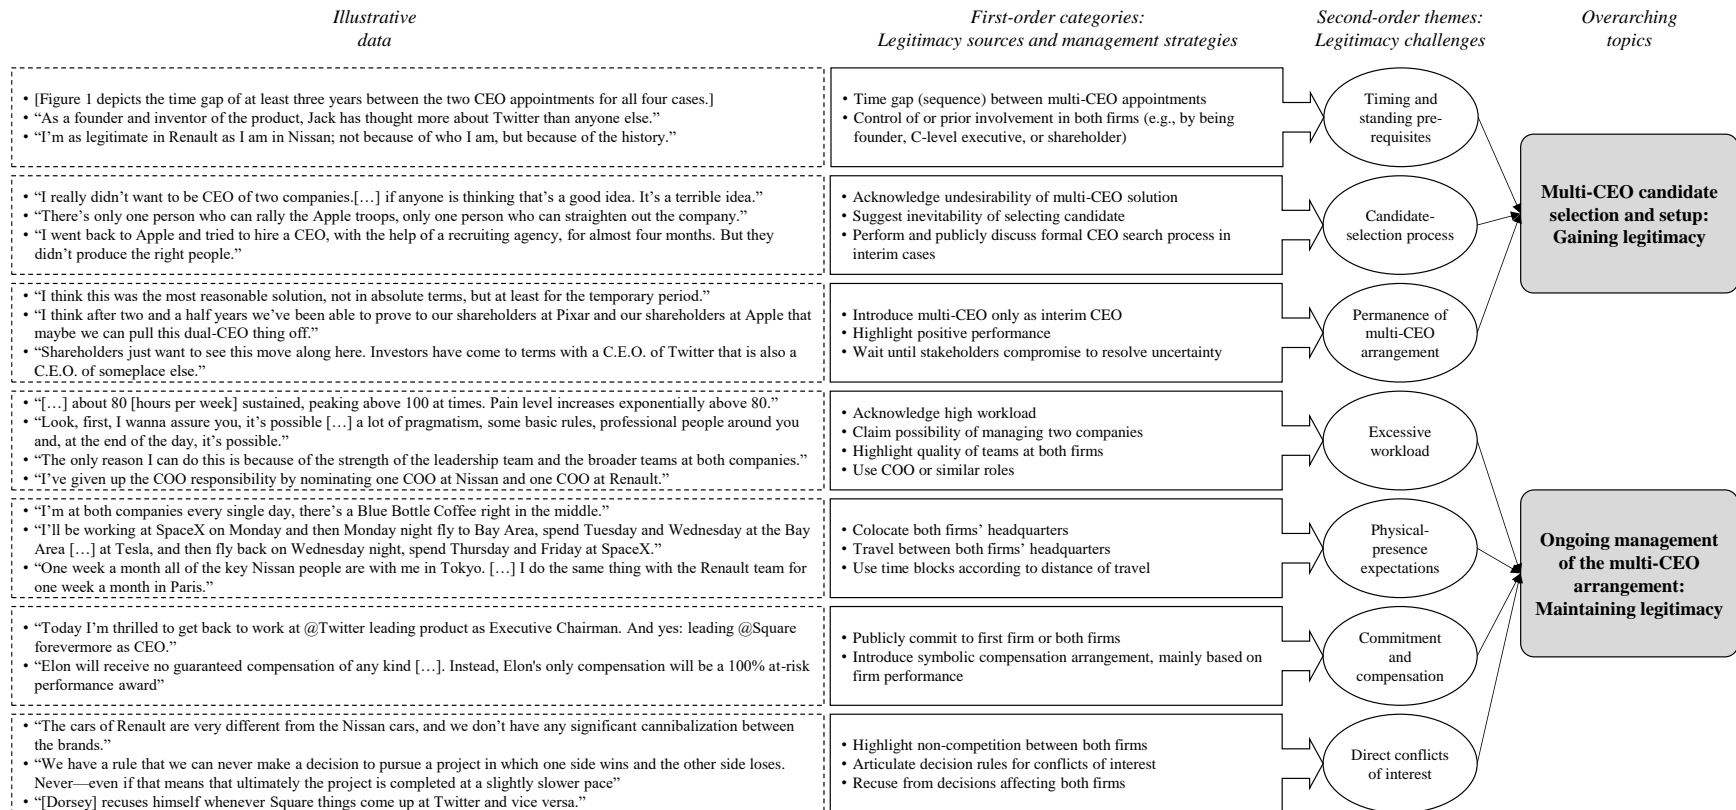 Illustrative
data
First-order categories:
Legitimacy sources and management strategies
Second-order themes:
Legitimacy challenges
Overarching
topics
• [Figure 1 depicts the time gap of at least three years between the two CEO appointments for all four cases.]
• “As a founder and inventor of the product, Jack has thought more about Twitter than anyone else.”
• “I’m as legitimate in Renault as I am in Nissan; not because of who I am, but because of the history.”
• Time gap (sequence) between multi-CEO appointments
• Control of or prior involvement in both firms (e.g., by being
founder, C-level executive, or shareholder)
Timing and
standing pre-
requisites
• “I really didn’t want to be CEO of two companies.[…] if anyone is thinking that’s a good idea. It’s a terrible idea.”
• “There’s only one person who can rally the Apple troops, only one person who can straighten out the company.”
• “I went back to Apple and tried to hire a CEO, with the help of a recruiting agency, for almost four months. But they
didn’t produce the right people.”
• Acknowledge undesirability of multi-CEO solution
• Suggest inevitability of selecting candidate
• Perform and publicly discuss formal CEO search process in
interim cases
Candidate-
selection process
Multi-CEO candidate
selection and setup:
Gaining legitimacy
• “I think this was the most reasonable solution, not in absolute terms, but at least for the temporary period.”
• “I think after two and a half years we’ve been able to prove to our shareholders at Pixar and our shareholders at Apple that
maybe we can pull this dual-CEO thing off.”
• “Shareholders just want to see this move along here. Investors have come to terms with a C.E.O. of Twitter that is also a
C.E.O. of someplace else.”
• Introduce multi-CEO only as interim CEO
• Highlight positive performance
• Wait until stakeholders compromise to resolve uncertainty
Permanence of
multi-CEO
arrangement
• “[…] about 80 [hours per week] sustained, peaking above 100 at times. Pain level increases exponentially above 80.”
• “Look, first, I wanna assure you, it’s possible […] a lot of pragmatism, some basic rules, professional people around you
and, at the end of the day, it’s possible.”
• “The only reason I can do this is because of the strength of the leadership team and the broader teams at both companies.”
• “I’ve given up the COO responsibility by nominating one COO at Nissan and one COO at Renault.”
• Acknowledge high workload
• Claim possibility of managing two companies
• Highlight quality of teams at both firms
• Use COO or similar roles
Excessive
workload
• “I’m at both companies every single day, there’s a Blue Bottle Coffee right in the middle.”
• “I’ll be working at SpaceX on Monday and then Monday night fly to Bay Area, spend Tuesday and Wednesday at the Bay
Area […] at Tesla, and then fly back on Wednesday night, spend Thursday and Friday at SpaceX.”
• “One week a month all of the key Nissan people are with me in Tokyo. […] I do the same thing with the Renault team for
one week a month in Paris.”
• Colocate both firms’ headquarters
• Travel between both firms’ headquarters
• Use time blocks according to distance of travel
Physical-
presence
expectations
Ongoing management
of the multi-CEO
arrangement:
Maintaining legitimacy
• “Today I’m thrilled to get back to work at @Twitter leading product as Executive Chairman. And yes: leading @Square
forevermore as CEO.”
• “Elon will receive no guaranteed compensation of any kind […]. Instead, Elon's only compensation will be a 100% at-risk
performance award”
• Publicly commit to first firm or both firms
• Introduce symbolic compensation arrangement, mainly based on
firm performance
Commitment
and
compensation
• “The cars of Renault are very different from the Nissan cars, and we don’t have any significant cannibalization between
the brands.”
• “We have a rule that we can never make a decision to pursue a project in which one side wins and the other side loses.
Never—even if that means that ultimately the project is completed at a slightly slower pace”
• “[Dorsey] recuses himself whenever Square things come up at Twitter and vice versa.”
• Highlight non-competition between both firms
• Articulate decision rules for conflicts of interest
• Recuse from decisions affecting both firms
Direct conflicts
of interest